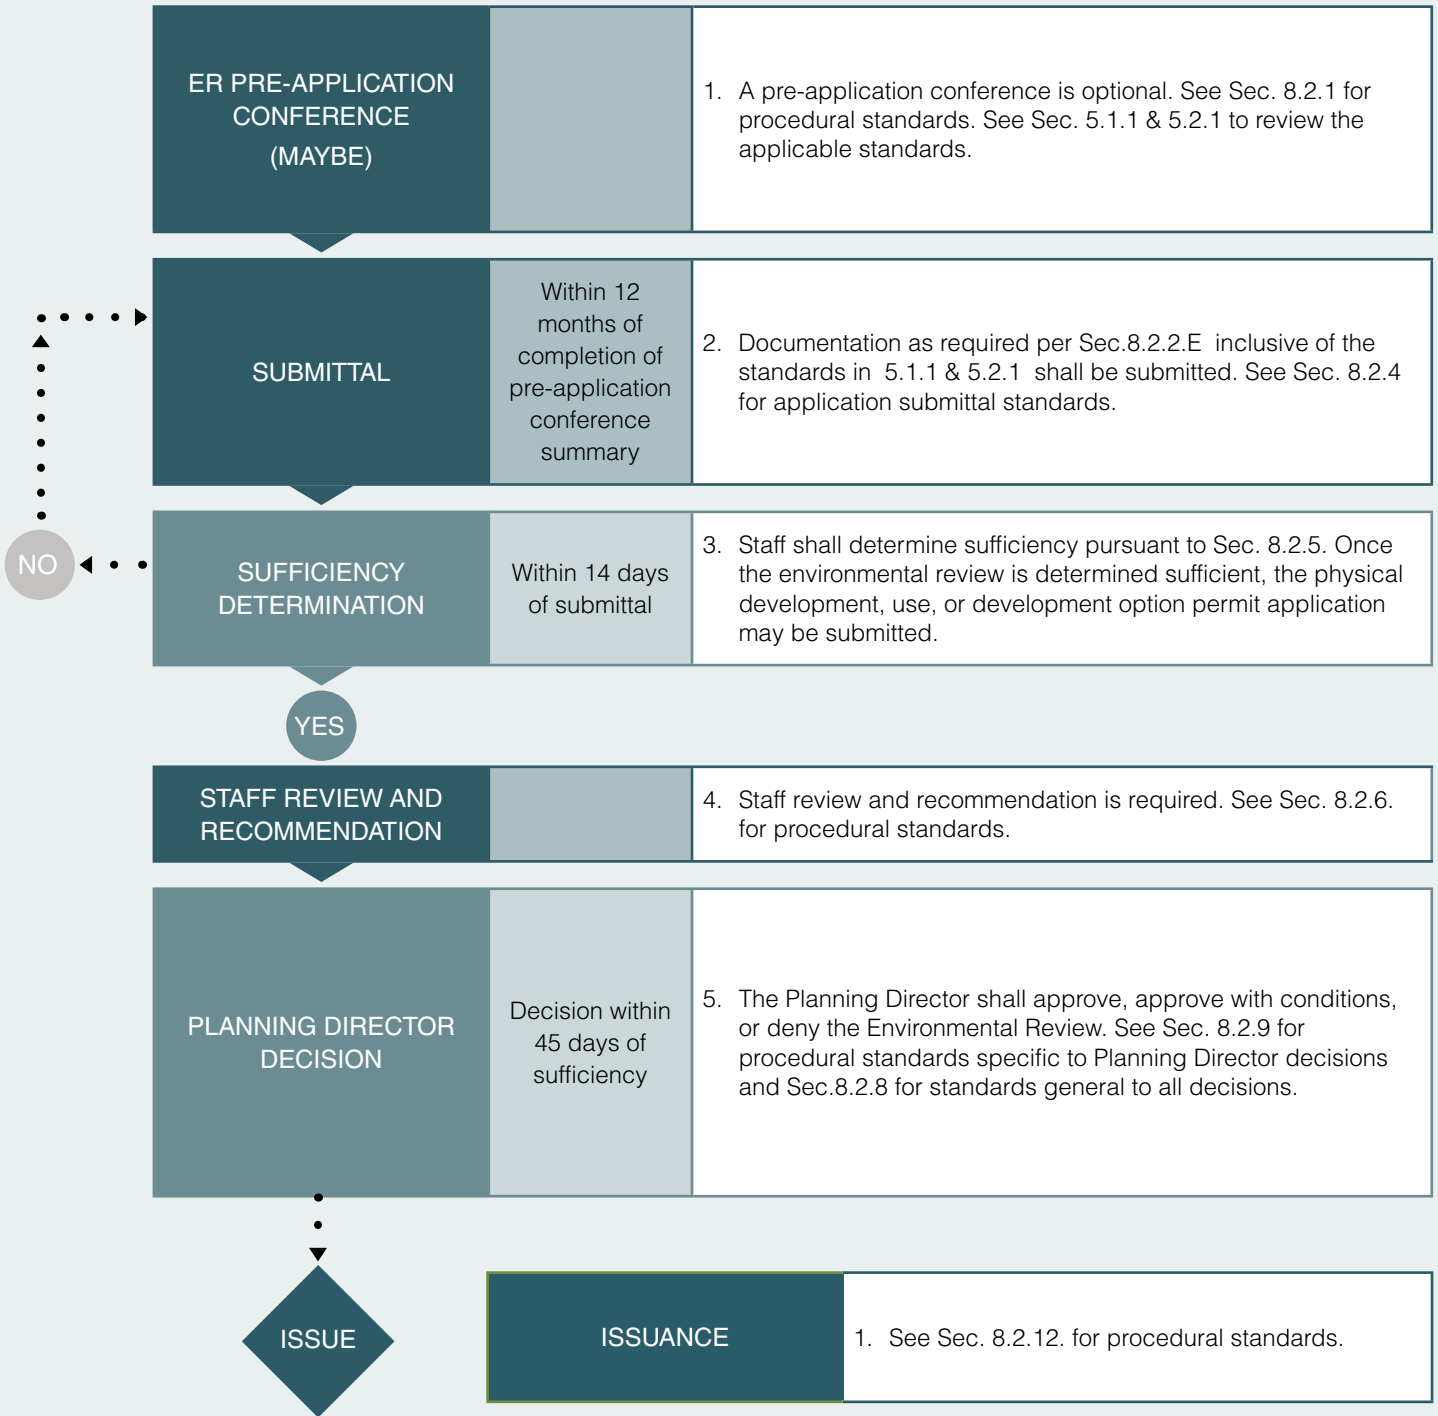 ER PRE-APPLICATION
CONFERENCE
(MAYBE)
1. A pre-application conference is optional. See Sec. 8.2.1 for
procedural standards. See Sec. 5.1.1 & 5.2.1 to review the
applicable standards.
SUBMITTAL
Within 12
months of
completion of
pre-application
conference
summary
2. Documentation as required per Sec.8.2.2.E inclusive of the
standards in 5.1.1 & 5.2.1 shall be submitted. See Sec. 8.2.4
for application submittal standards.
NO
SUFFICIENCY
DETERMINATION
Within 14 days
of submittal
3. Staff shall determine sufficiency pursuant to Sec. 8.2.5. Once
the environmental review is determined sufficient, the physical
development, use, or development option permit application
may be submitted.
YES
STAFF REVIEW AND
RECOMMENDATION
4. Staff review and recommendation is required. See Sec. 8.2.6.
for procedural standards.
PLANNING DIRECTOR
DECISION
Decision within
45 days of
sufficiency
5. The Planning Director shall approve, approve with conditions,
or deny the Environmental Review. See Sec. 8.2.9 for
procedural standards specific to Planning Director decisions
and Sec.8.2.8 for standards general to all decisions.
ISSUE
ISSUANCE
1. See Sec. 8.2.12. for procedural standards.